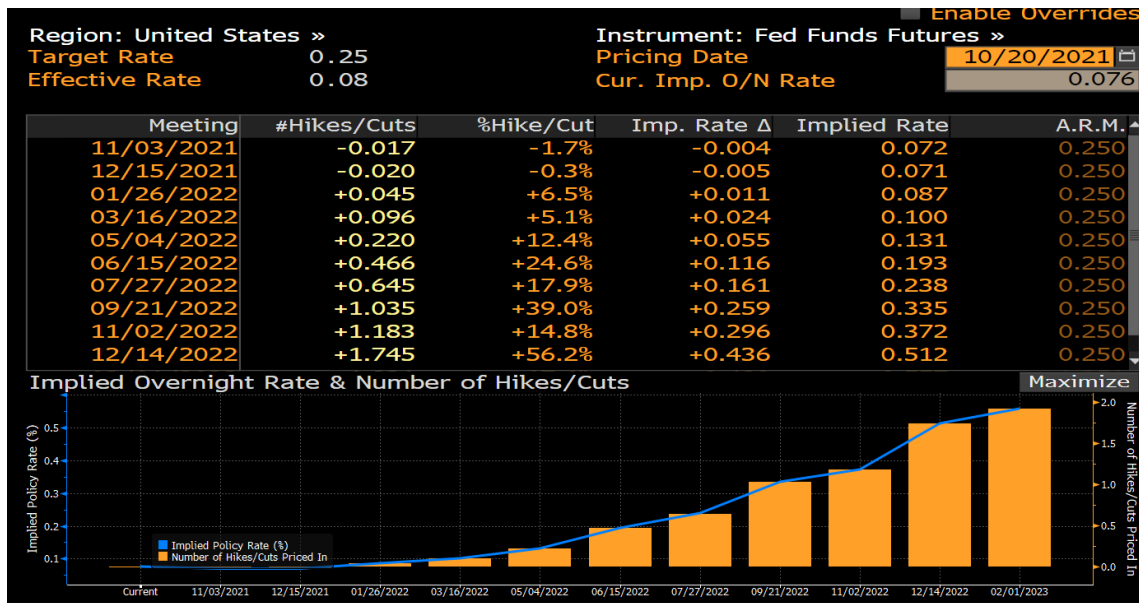 Enable Overrides
Region: United States » Instrument: Fed Funds Futures »
Target Rate 0.25 Pricing Date 10/20/2021
Effective Rate 0.08 Cur. Imp. O/N Rate 0.076
Meeting #Hikes/Cuts %Hike/Cut Imp. Rate Δ Implied Rate A.R.M.
11/03/2021 -0.017 -1.7% -0.004 0.072 0.250
12/15/2021 -0.020 -0.3% -0.005 0.071 0.250
01/26/2022 +0.045 +6.5% +0.011 0.087 0.250
03/16/2022 +0.096 +5.1% +0.024 0.100 0.250
05/04/2022 +0.220 +12.4% +0.055 0.131 0.250
06/15/2022 +0.466 +24.6% +0.116 0.193 0.250
07/27/2022 +0.645 +17.9% +0.161 0.238 0.250
09/21/2022 +1.035 +39.0% +0.259 0.335 0.250
11/02/2022 +1.183 +14.8% +0.296 0.372 0.250
12/14/2022 +1.745 +56.2% +0.436 0.512 0.250
Implied Overnight Rate & Number of Hikes/Cuts Maximize
Implied Policy Rate (%)
0.5
0.4
0.3
0.2
0.1
Implied Policy Rate (%)
Number of Hikes/Cuts Priced In
2.0
1.5
1.0
0.5
0.0
Number of Hikes/Cuts Priced In
Current 11/03/2021 12/15/2021 01/26/2022 03/16/2022 05/04/2022 06/15/2022 07/27/2022 09/21/2022 11/02/2022 12/14/2022 02/01/2023